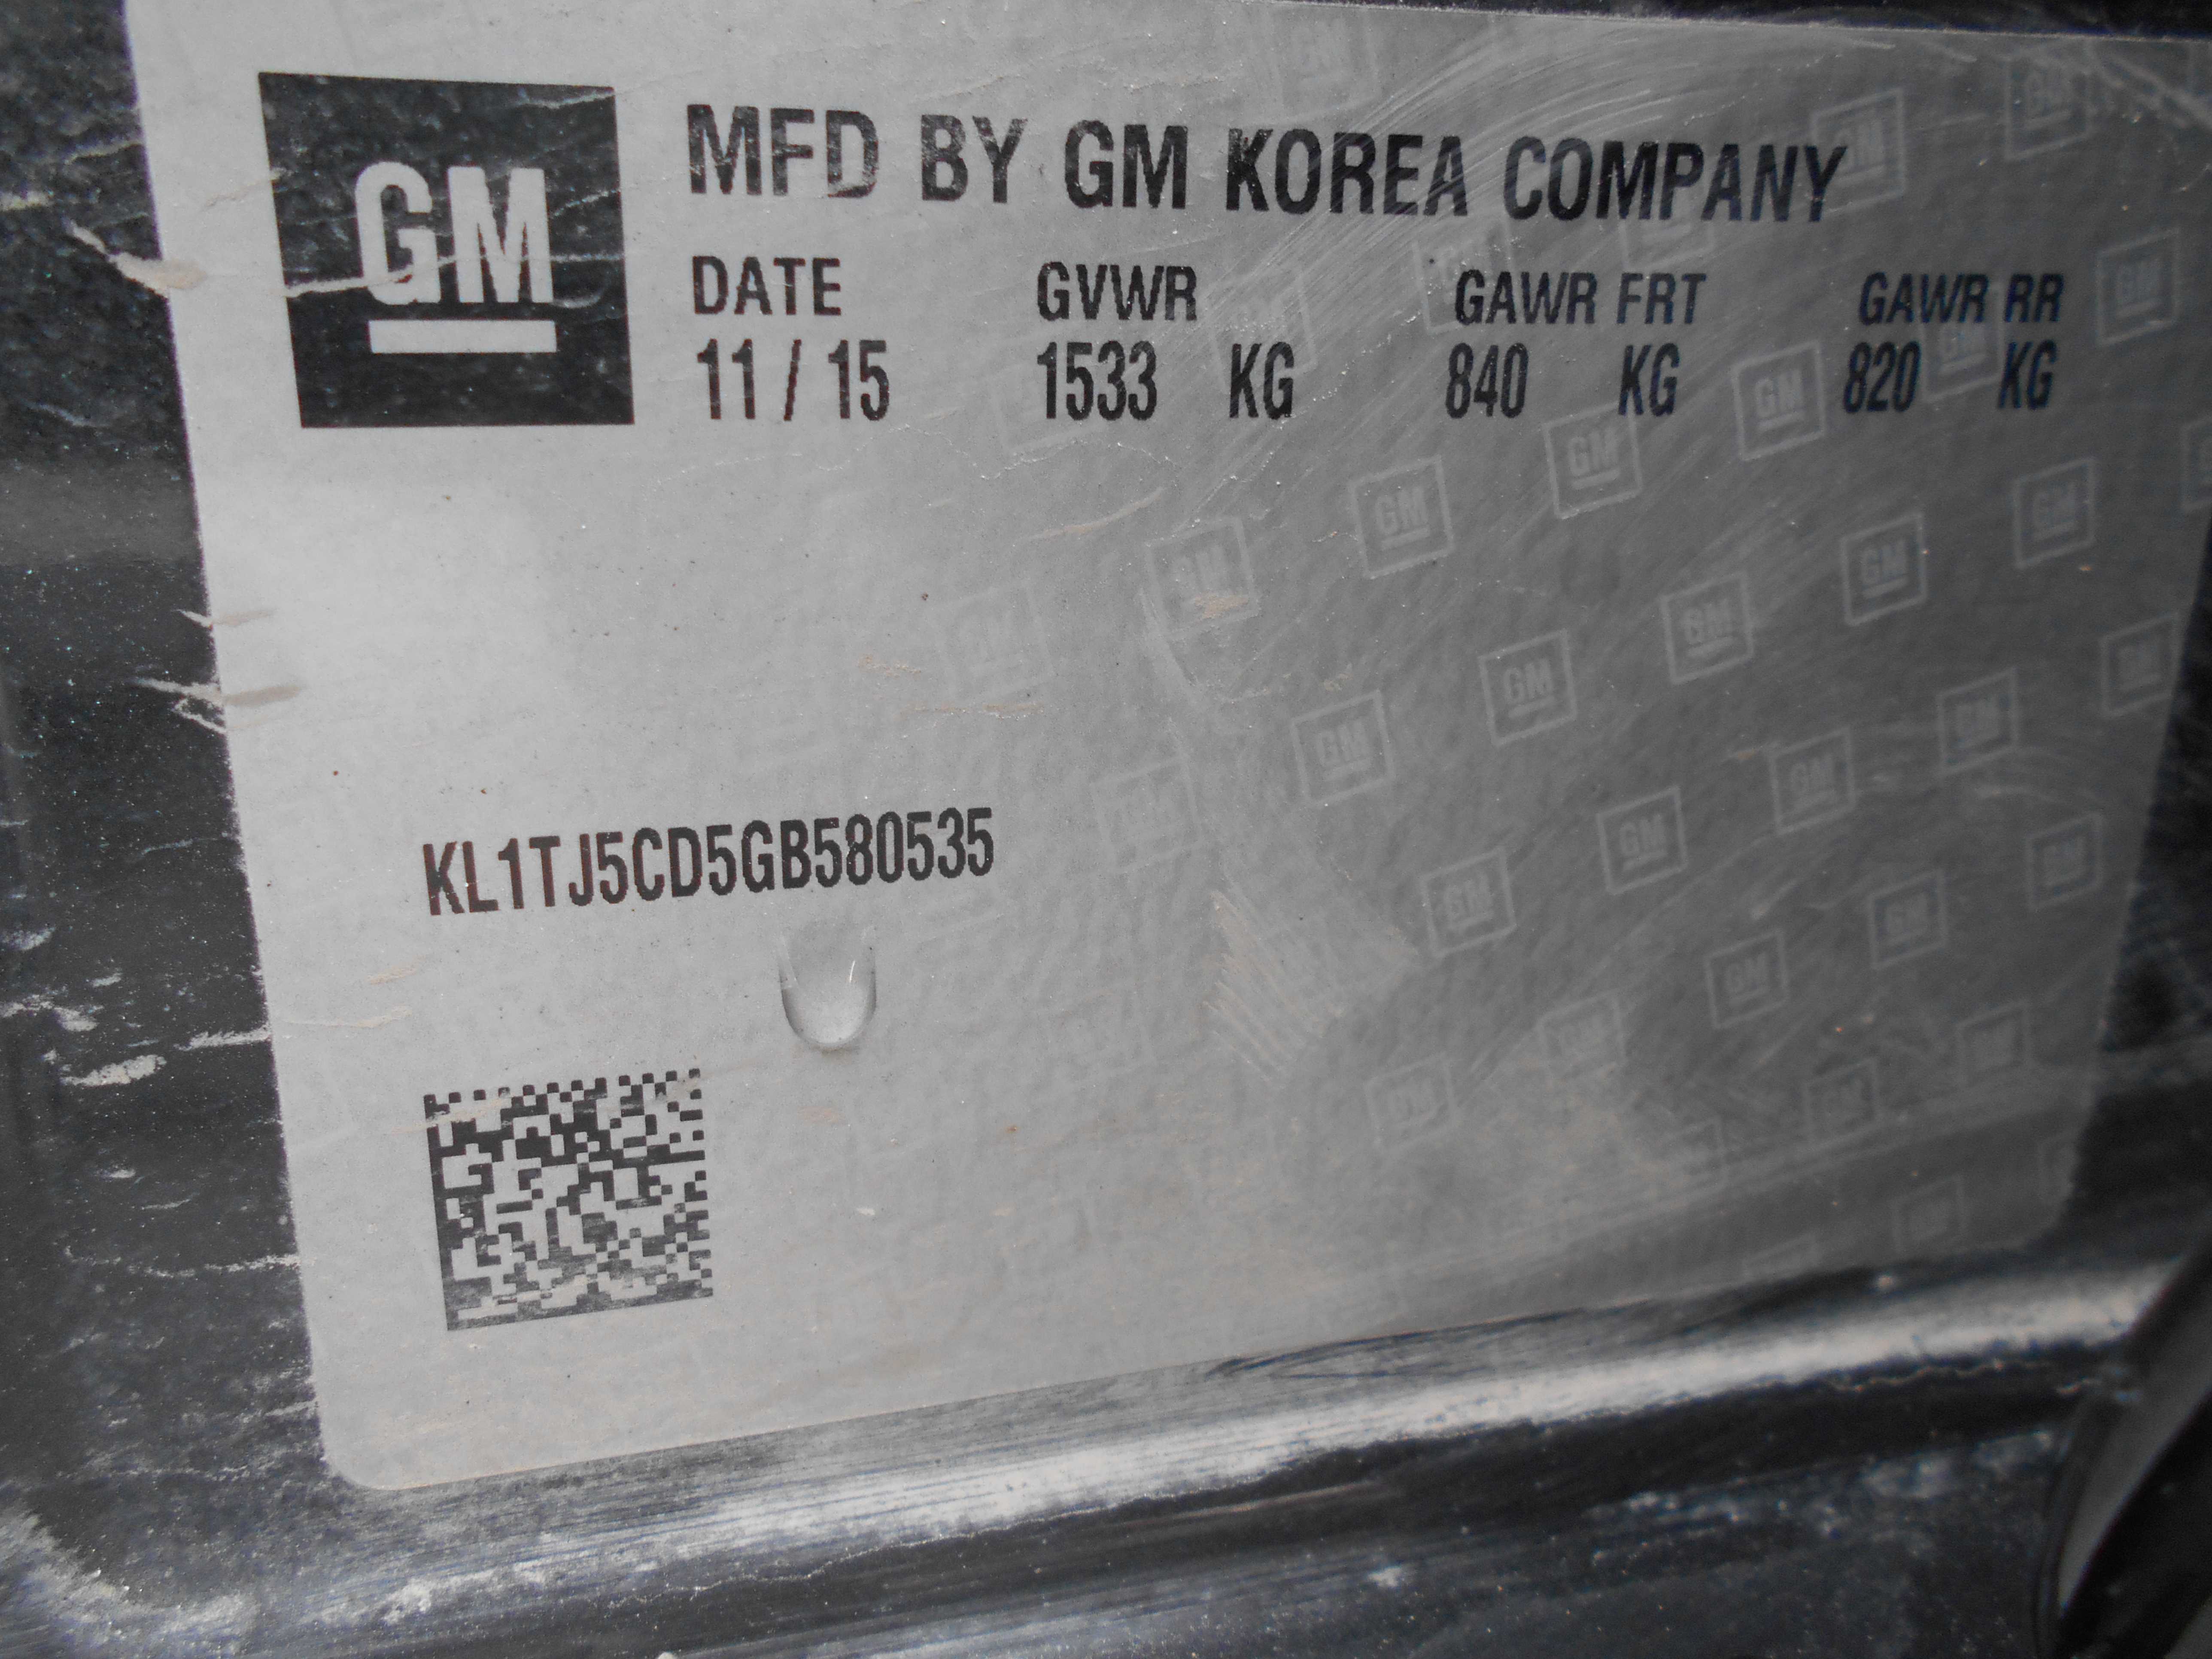 GM
MFD BY GM KOREA COMPANY
DATE GVWR GAWR FRT GAWR RR
11 / 15 1533 KG 840 KG 820 KG
KL1TJ5CD5GB580535